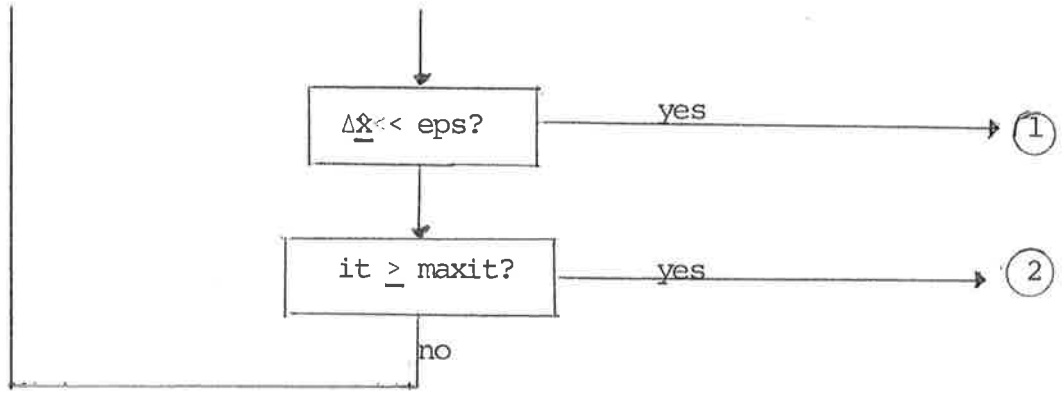 Δx̂<< eps? yes 1
it ≥ maxit? yes 2
no